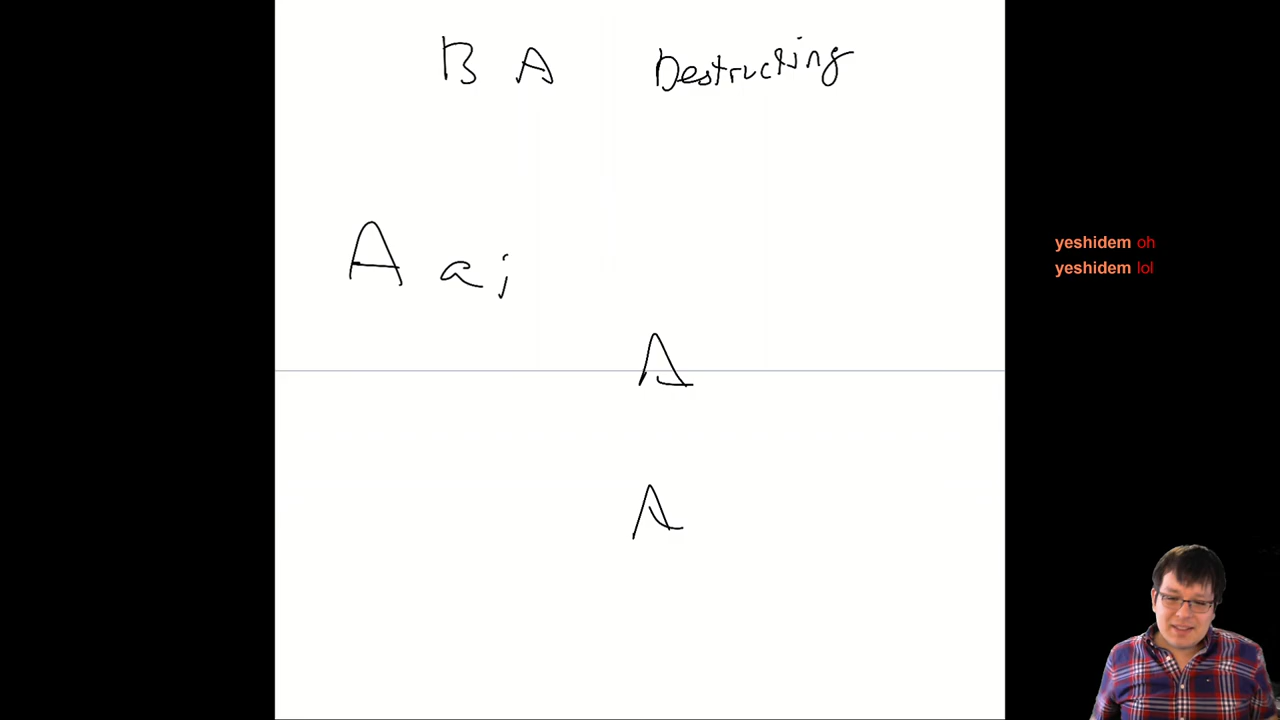 B A Destructing
A a;
A
A
yeshidem oh
yeshidem lol